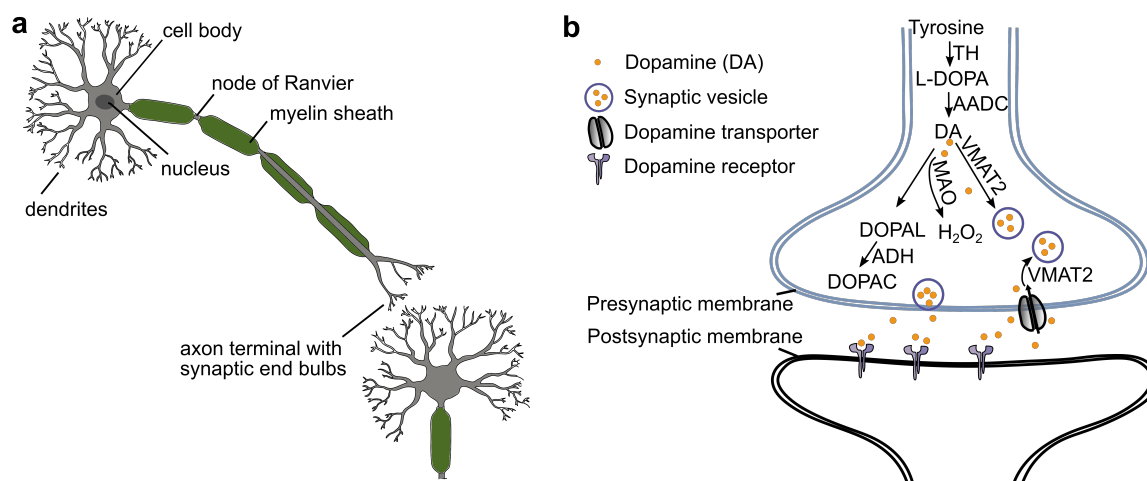 a
cell body
node of Ranvier
myelin sheath
nucleus
dendrites
axon terminal with
synaptic end bulbs
b
Dopamine (DA)
Synaptic vesicle
Dopamine transporter
Dopamine receptor
Tyrosine
TH
L-DOPA
AADC
DA
VMAT2
MAO
DOPAL
H₂O₂
ADH
DOPAC
VMAT2
Presynaptic membrane
Postsynaptic membrane